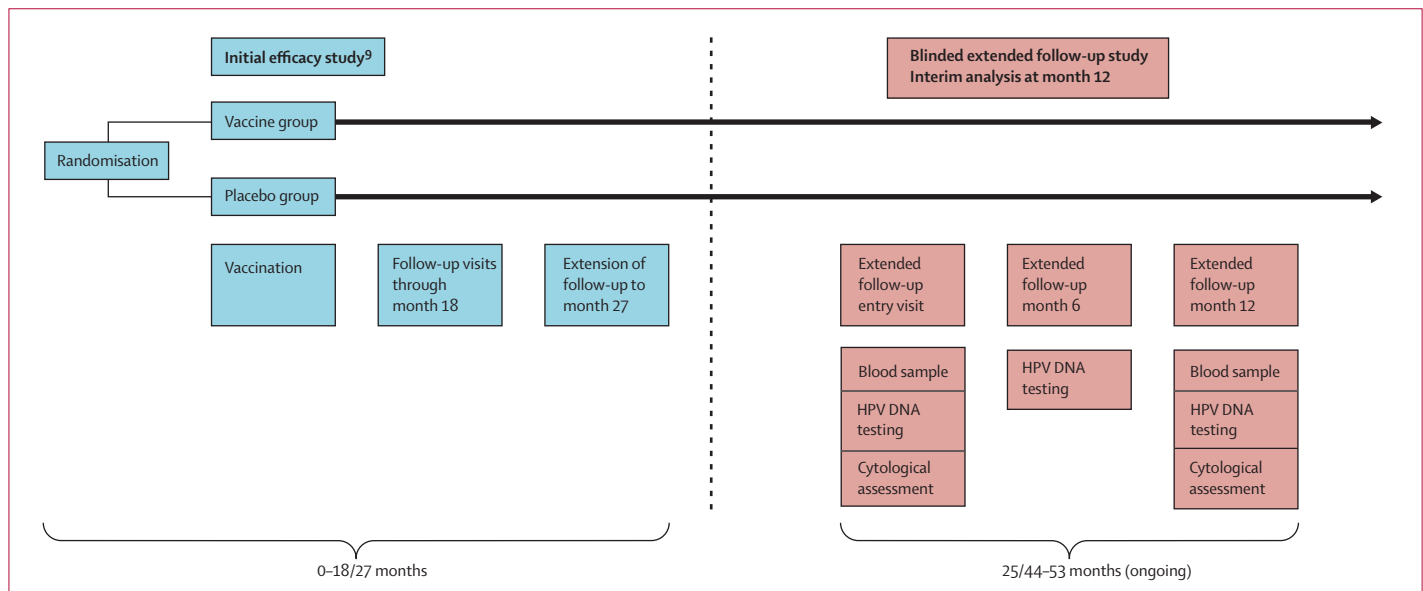 Initial efficacy study9
Blinded extended follow-up study
Interim analysis at month 12
Vaccine group
Randomisation
Placebo group
Vaccination
Follow-up visits
through
month 18
Extension of
follow-up to
month 27
Extended
follow-up
entry visit
Extended
follow-up
month 6
Extended
follow-up
month 12
Blood sample
HPV DNA
testing
Cytological
assessment
HPV DNA
testing
Blood sample
HPV DNA
testing
Cytological
assessment
0–18/27 months
25/44–53 months (ongoing)